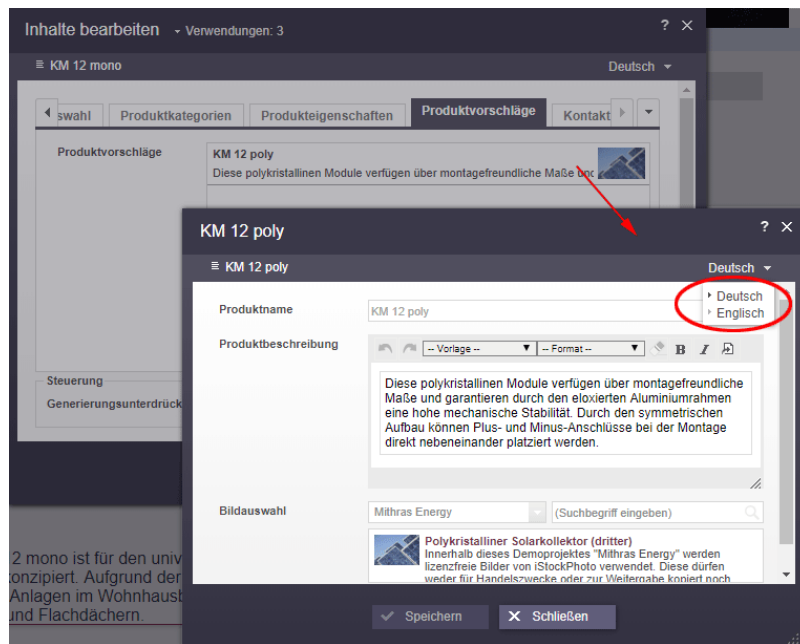 Inhalte bearbeiten Verwendungen: 3 ?
KM 12 mono Deutsch
swahl Produktkategorien Produkteigenschaften Produktvorschläge Kontakt
Produktvorschläge
KM 12 poly
Diese polykristallinen Module verfügen über montagefreundliche Maße und
Steuerung
Generierungsunterdrück
KM 12 poly ?
KM 12 poly Deutsch
Deutsch
Englisch
Produktname KM 12 poly
Produktbeschreibung -- Vorlage -- -- Format -- B I
Diese polykristallinen Module verfügen über montagefreundliche
Maße und garantieren durch den eloxierten Aluminiumrahmen
eine hohe mechanische Stabilität. Durch den symmetrischen
Aufbau können Plus- und Minus-Anschlüsse bei der Montage
direkt nebeneinander platziert werden.
Bildauswahl Mithras Energy (Suchbegriff eingeben)
Polykristalliner Solarkollektor (dritter)
Innerhalb dieses Demoprojektes "Mithras Energy" werden
lizenzfreie Bilder von iStockPhoto verwendet. Diese dürfen
weder für Handelszwecke oder zur Weitergabe kopiert noch
Speichern Schließen
2 mono ist für den univ
konzipiert. Aufgrund der
Anlagen im Wohnhausb
und Flachdächern.